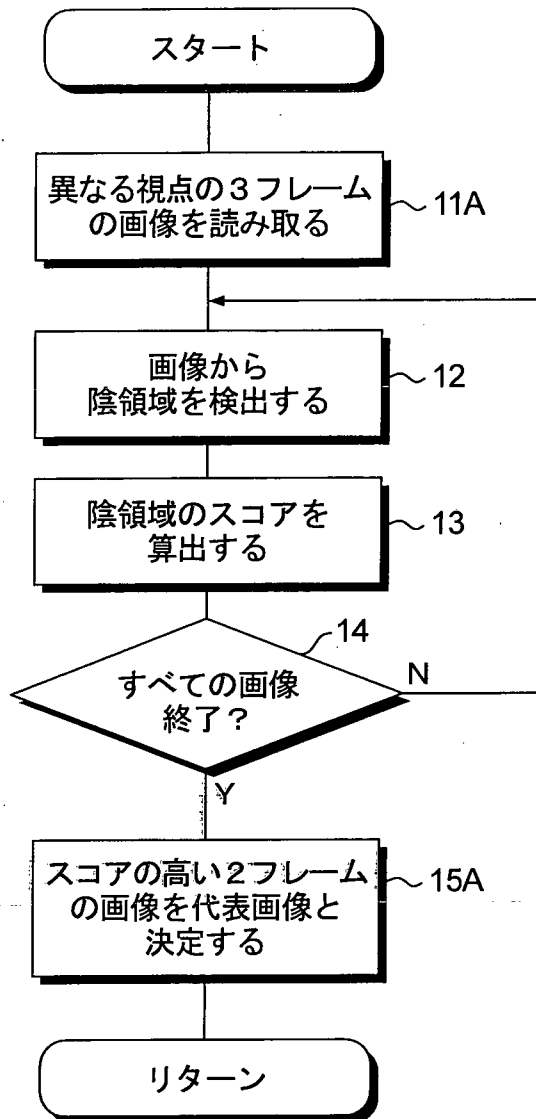 スタート
異なる視点の3フレーム
の画像を読み取る
11A
画像から
陰領域を検出する
12
陰領域のスコアを
算出する
13
14
すべての画像
終了?
N
Y
スコアの高い2フレーム
の画像を代表画像と
決定する
15A
リターン